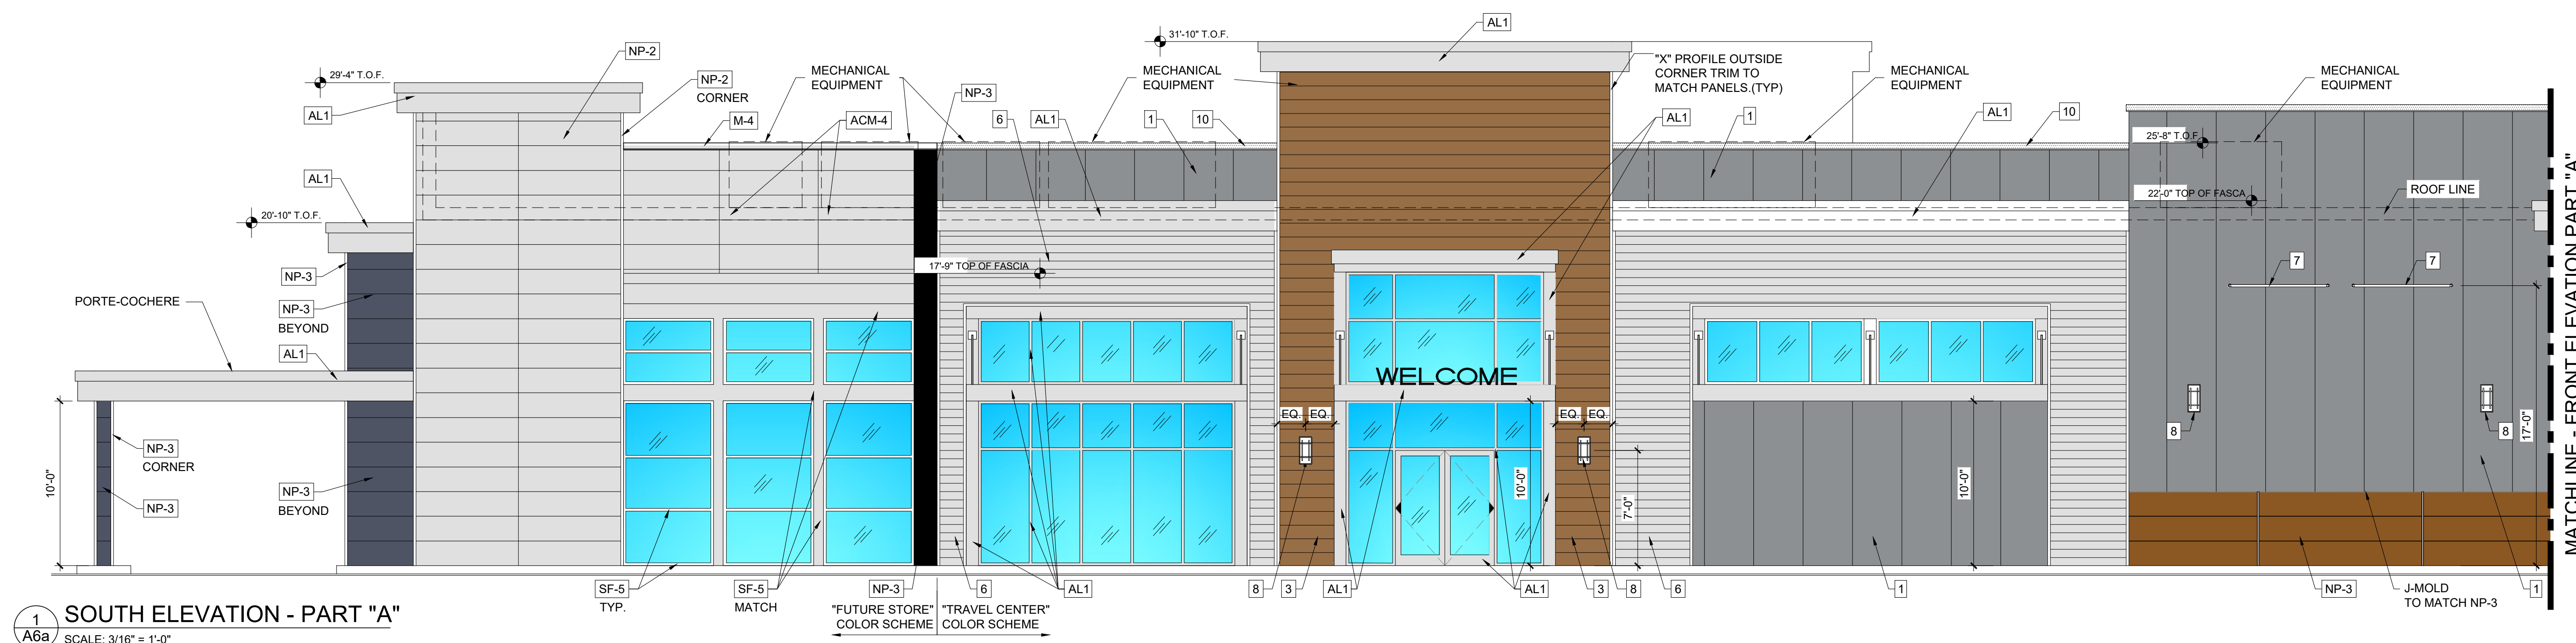 AL1
31'-10" T.O.F.
NP-2
"X" PROFILE OUTSIDE
CORNER TRIM TO
MATCH PANELS.(TYP)
29'-4" T.O.F.
NP-2
CORNER
MECHANICAL
EQUIPMENT
MECHANICAL
EQUIPMENT
MECHANICAL
EQUIPMENT
MECHANICAL
EQUIPMENT
NP-3
AL1
M-4
ACM-4
6
AL1
1
10
AL1
1
AL1
10
25'-8" T.O.F.
AL1
22'-0" TOP OF FASCA
ROOF LINE
20'-10" T.O.F.
17'-9" TOP OF FASCIA
NP-3
7
7
PORTE-COCHERE
NP-3
BEYOND
AL1
WELCOME
EQ.
EQ.
EQ.
EQ.
8
8
17'-0"
NP-3
CORNER
10'-0"
NP-3
BEYOND
NP-3
10'-0"
7'-0"
10'-0"
SF-5
TYP.
SF-5
MATCH
NP-3
6
AL1
8
3
AL1
AL1
3
8
6
1
NP-3
J-MOLD
TO MATCH NP-3
1
"FUTURE STORE"
COLOR SCHEME
"TRAVEL CENTER"
COLOR SCHEME
MATCHLINE - FRONT ELEVATION PART "A"
1
A6a
SOUTH ELEVATION - PART "A"
SCALE: 3/16" = 1'-0"